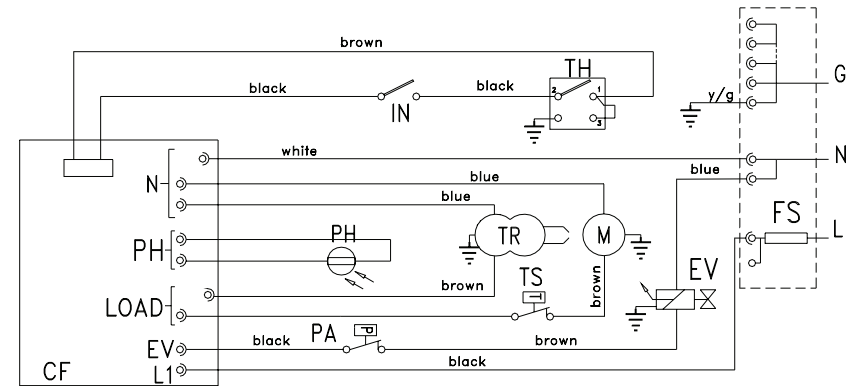 brown
TH
black
IN
black
2
1
3
y/g
G
white
N
blue
N
blue
blue
PH
PH
TR
M
FS
L
LOAD
brown
TS
T
brown
EV
EV
black
PA
P
brown
L1
black
CF